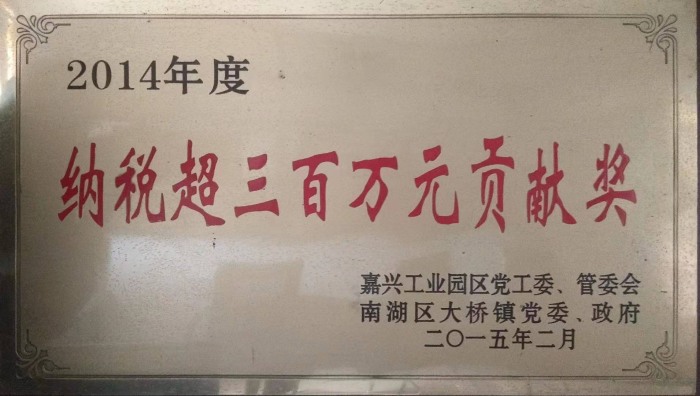 2014年度
纳税超三百万元贡献奖
嘉兴工业园区党工委、管委会
南湖区大桥镇党委、政府
二〇一五年二月